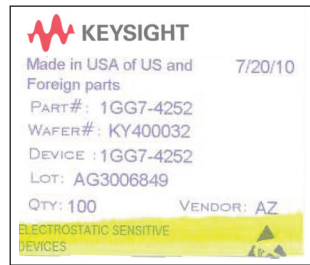 KEYSIGHT
Made in USA of US and 7/20/10
Foreign parts
PART#: 1GG7-4252
WAFER#: KY400032
DEVICE :1GG7-4252
LOT: AG3006849
QTY: 100 VENDOR: AZ
ELECTROSTATIC SENSITIVE
DEVICES